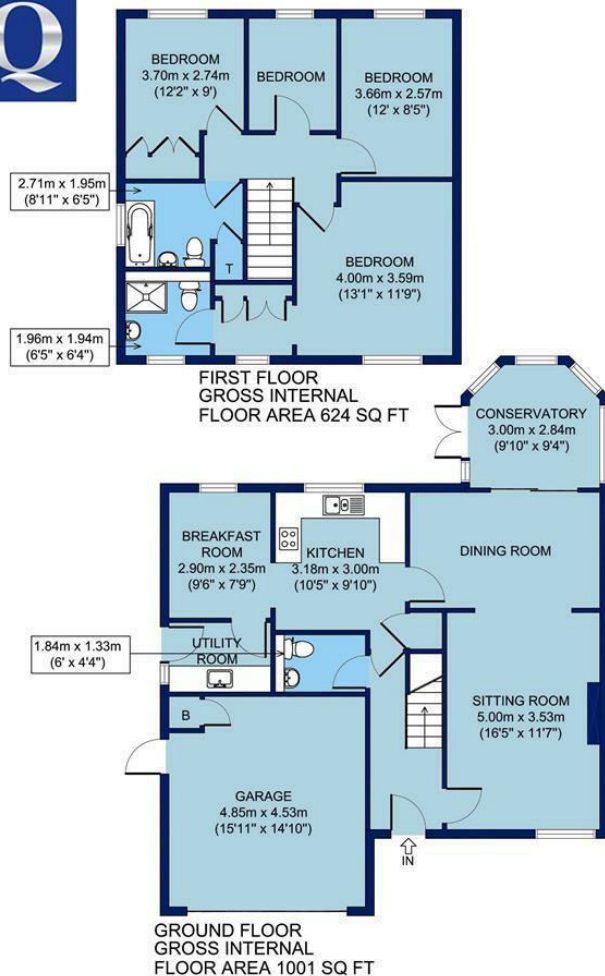 Q
BEDROOM
3.70m x 2.74m
(12'2" x 9')
BEDROOM
BEDROOM
3.66m x 2.57m
(12' x 8'5")
2.71m x 1.95m
(8'11" x 6'5")
T
BEDROOM
4.00m x 3.59m
(13'1" x 11'9")
1.96m x 1.94m
(6'5" x 6'4")
FIRST FLOOR
GROSS INTERNAL
FLOOR AREA 624 SQ FT
CONSERVATORY
3.00m x 2.84m
(9'10" x 9'4")
BREAKFAST
ROOM
2.90m x 2.35m
(9'6" x 7'9")
KITCHEN
3.18m x 3.00m
(10'5" x 9'10")
DINING ROOM
1.84m x 1.33m
(6' x 4'4")
UTILITY
ROOM
SITTING ROOM
5.00m x 3.53m
(16'5" x 11'7")
B
GARAGE
4.85m x 4.53m
(15'11" x 14'10")
IN
GROUND FLOOR
GROSS INTERNAL
FLOOR AREA 1001 SQ FT